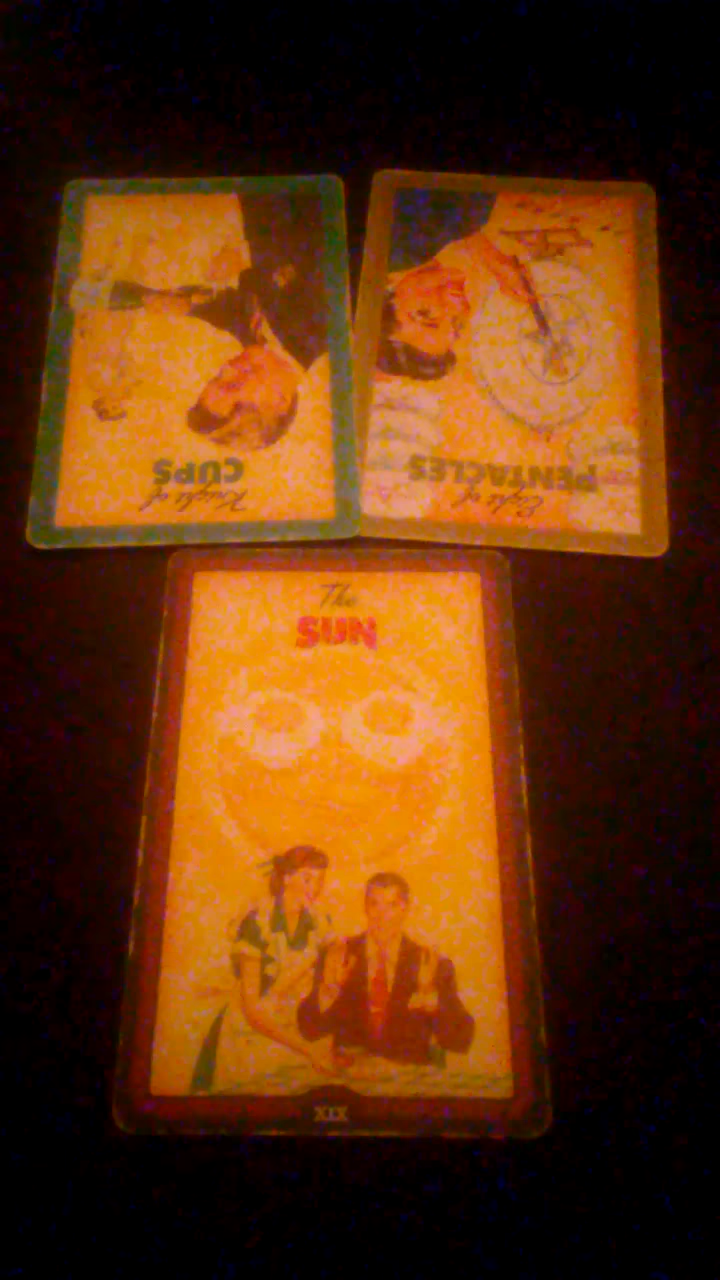 Knight of
CUPS
Eight of
PENTACLES
The
SUN
XIX